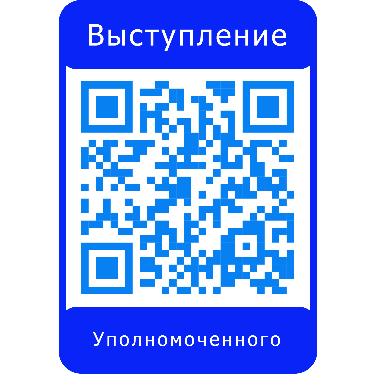 Выступление
Уполномоченного